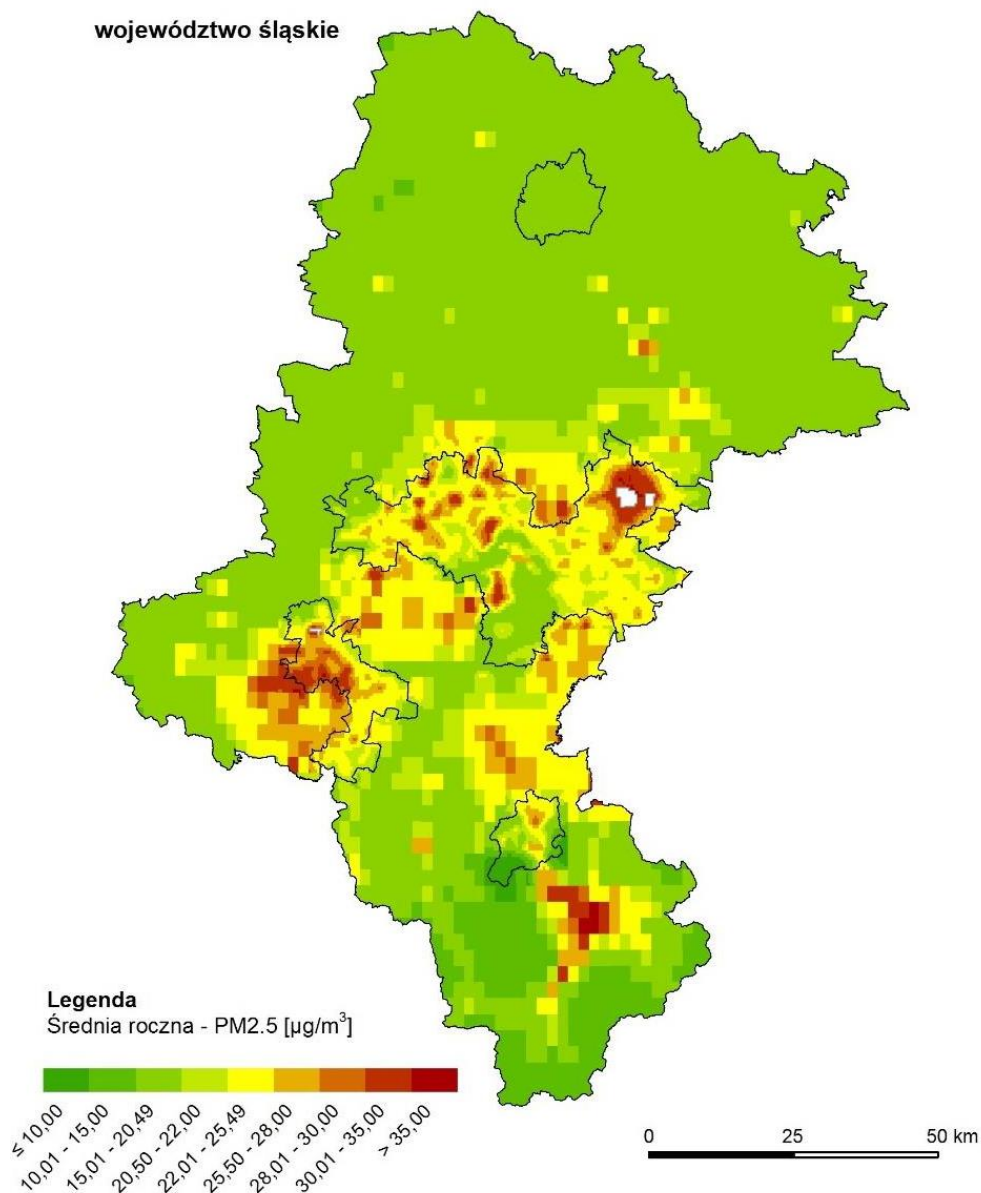 województwo śląskie
Legenda
Średnia roczna - PM2.5 [µg/m³]
≤ 10,00
10,01 - 15,00
15,01 - 20,49
20,50 - 22,00
22,01 - 25,49
25,50 - 28,00
28,01 - 30,00
30,01 - 35,00
> 35,00
0 25 50 km